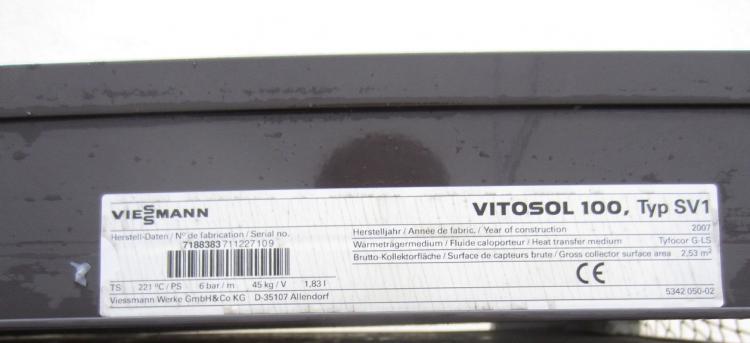 VIESSMANN
VITOSOL 100, Typ SV1
Herstell-Daten / N° de fabrication / Serial no.
7188383 711227109
Herstelljahr / Année de fabric. / Year of construction 2007
Wärmeträgermedium / Fluide caloporteur / Heat transfer medium Tyfocor G-LS
Brutto-Kollektorfläche / Surface de capteurs brute / Gross collector surface area 2,53 m²
CE
TS 221 °C / PS 6 bar / m 45 kg / V 1,83 l
Viessmann Werke GmbH&Co KG D-35107 Allendorf
5342 050-02